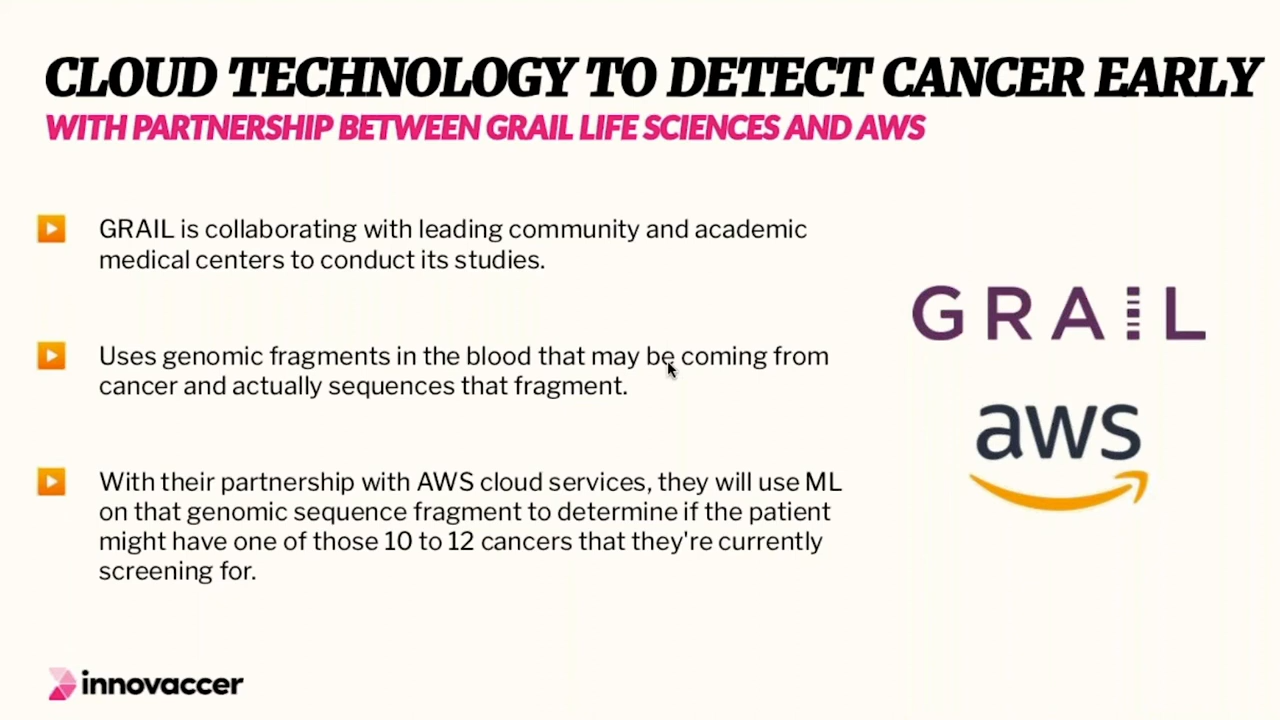 CLOUD TECHNOLOGY TO DETECT CANCER EARLY
WITH PARTNERSHIP BETWEEN GRAIL LIFE SCIENCES AND AWS
GRAIL is collaborating with leading community and academic
medical centers to conduct its studies.
Uses genomic fragments in the blood that may be coming from
cancer and actually sequences that fragment.
With their partnership with AWS cloud services, they will use ML
on that genomic sequence fragment to determine if the patient
might have one of those 10 to 12 cancers that they're currently
screening for.
GRAIL
aws
innovaccer